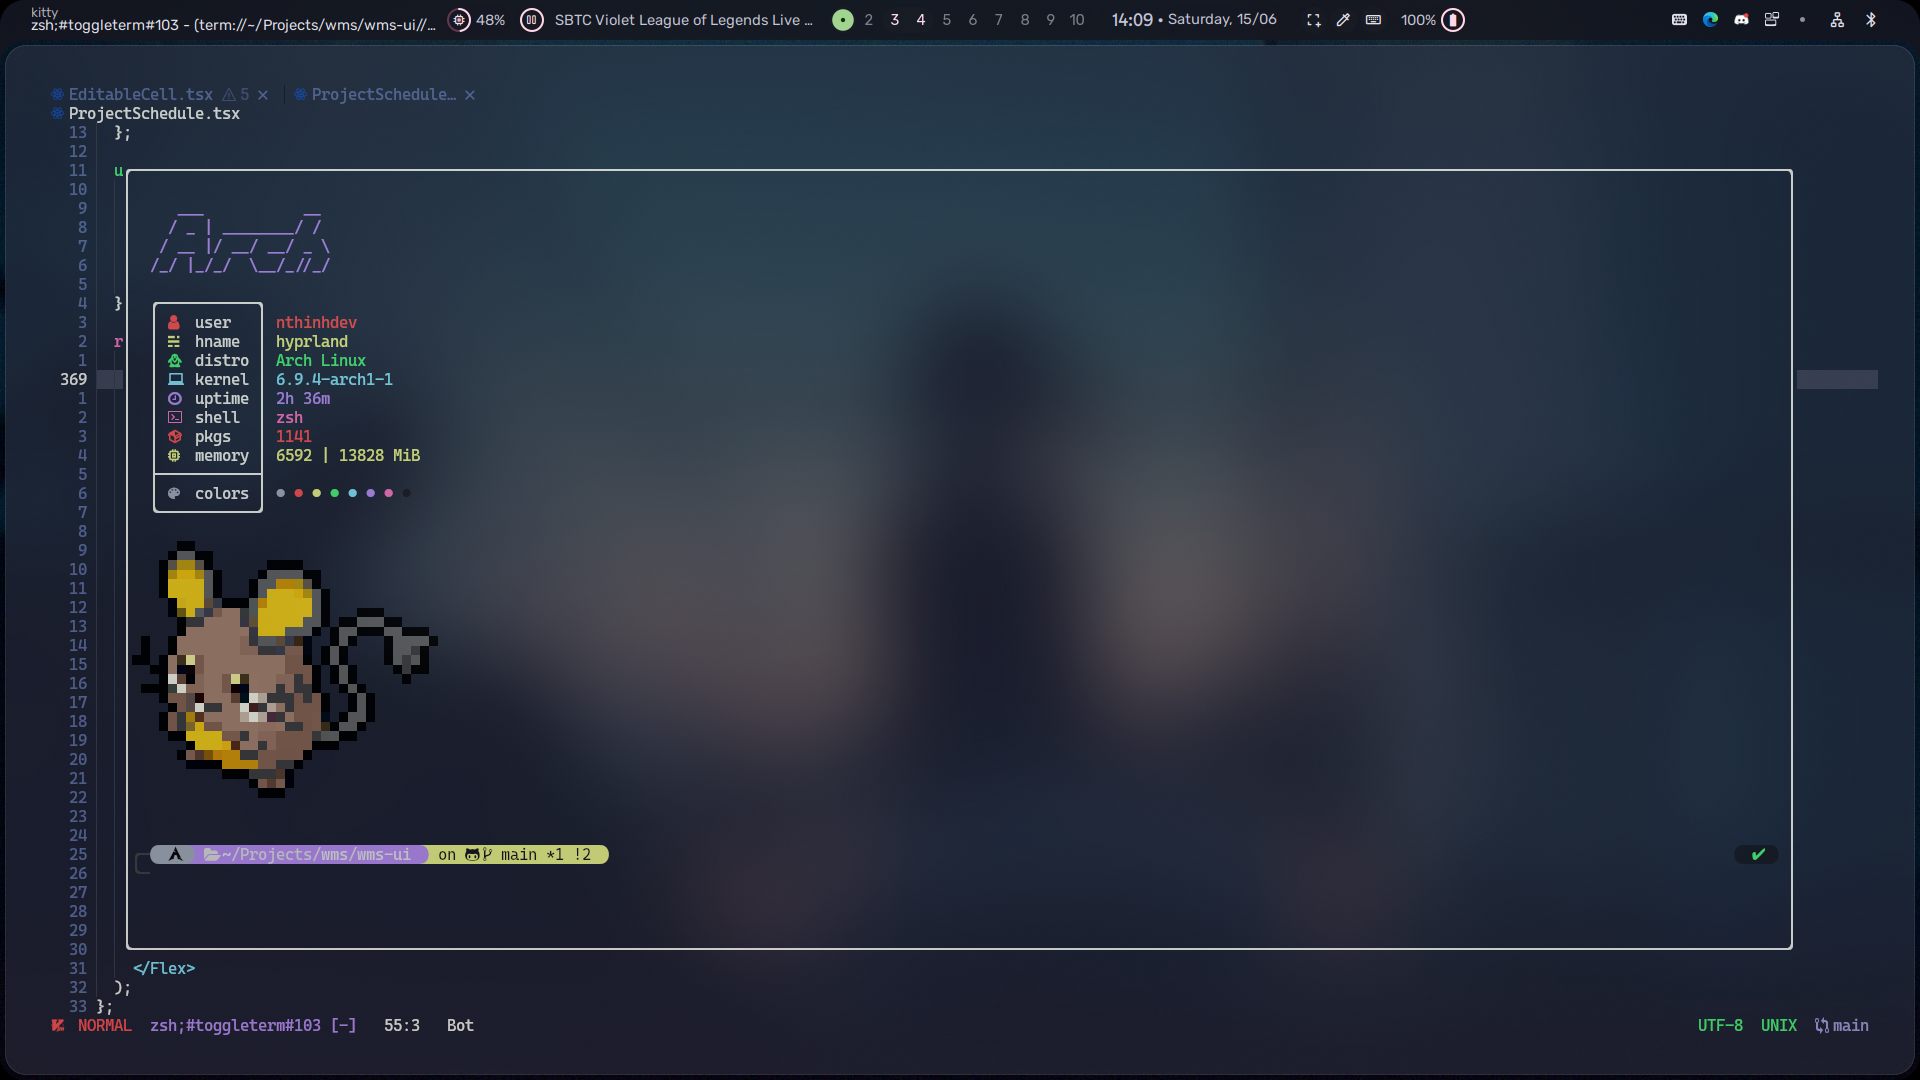 kitty
zsh;#toggleterm#103 - (term://~/Projects/wms/wms-ui//...
48%
SBTC Violet League of Legends Live ...
2 3 4 5 6 7 8 9 10
14:09 • Saturday, 15/06
100%
EditableCell.tsx 5 ×
ProjectSchedule... ×
ProjectSchedule.tsx
13 };
12
11 u
10
9
8
7
6
5
4 }
3
2 r
1
369
1
2
3
4
5
6
7
8
9
10
11
12
13
14
15
16
17
18
19
20
21
22
23
24
25
26
27
28
29
30
31 </Flex>
32 );
33 };
Arch
user nthinhdev
hname hyprland
distro Arch Linux
kernel 6.9.4-arch1-1
uptime 2h 36m
shell zsh
pkgs 1141
memory 6592 | 13828 MiB
colors
~/Projects/wms/wms-ui on main *1 !2 ✔
NORMAL zsh;#toggleterm#103 [-] 55:3 Bot
UTF-8 UNIX main